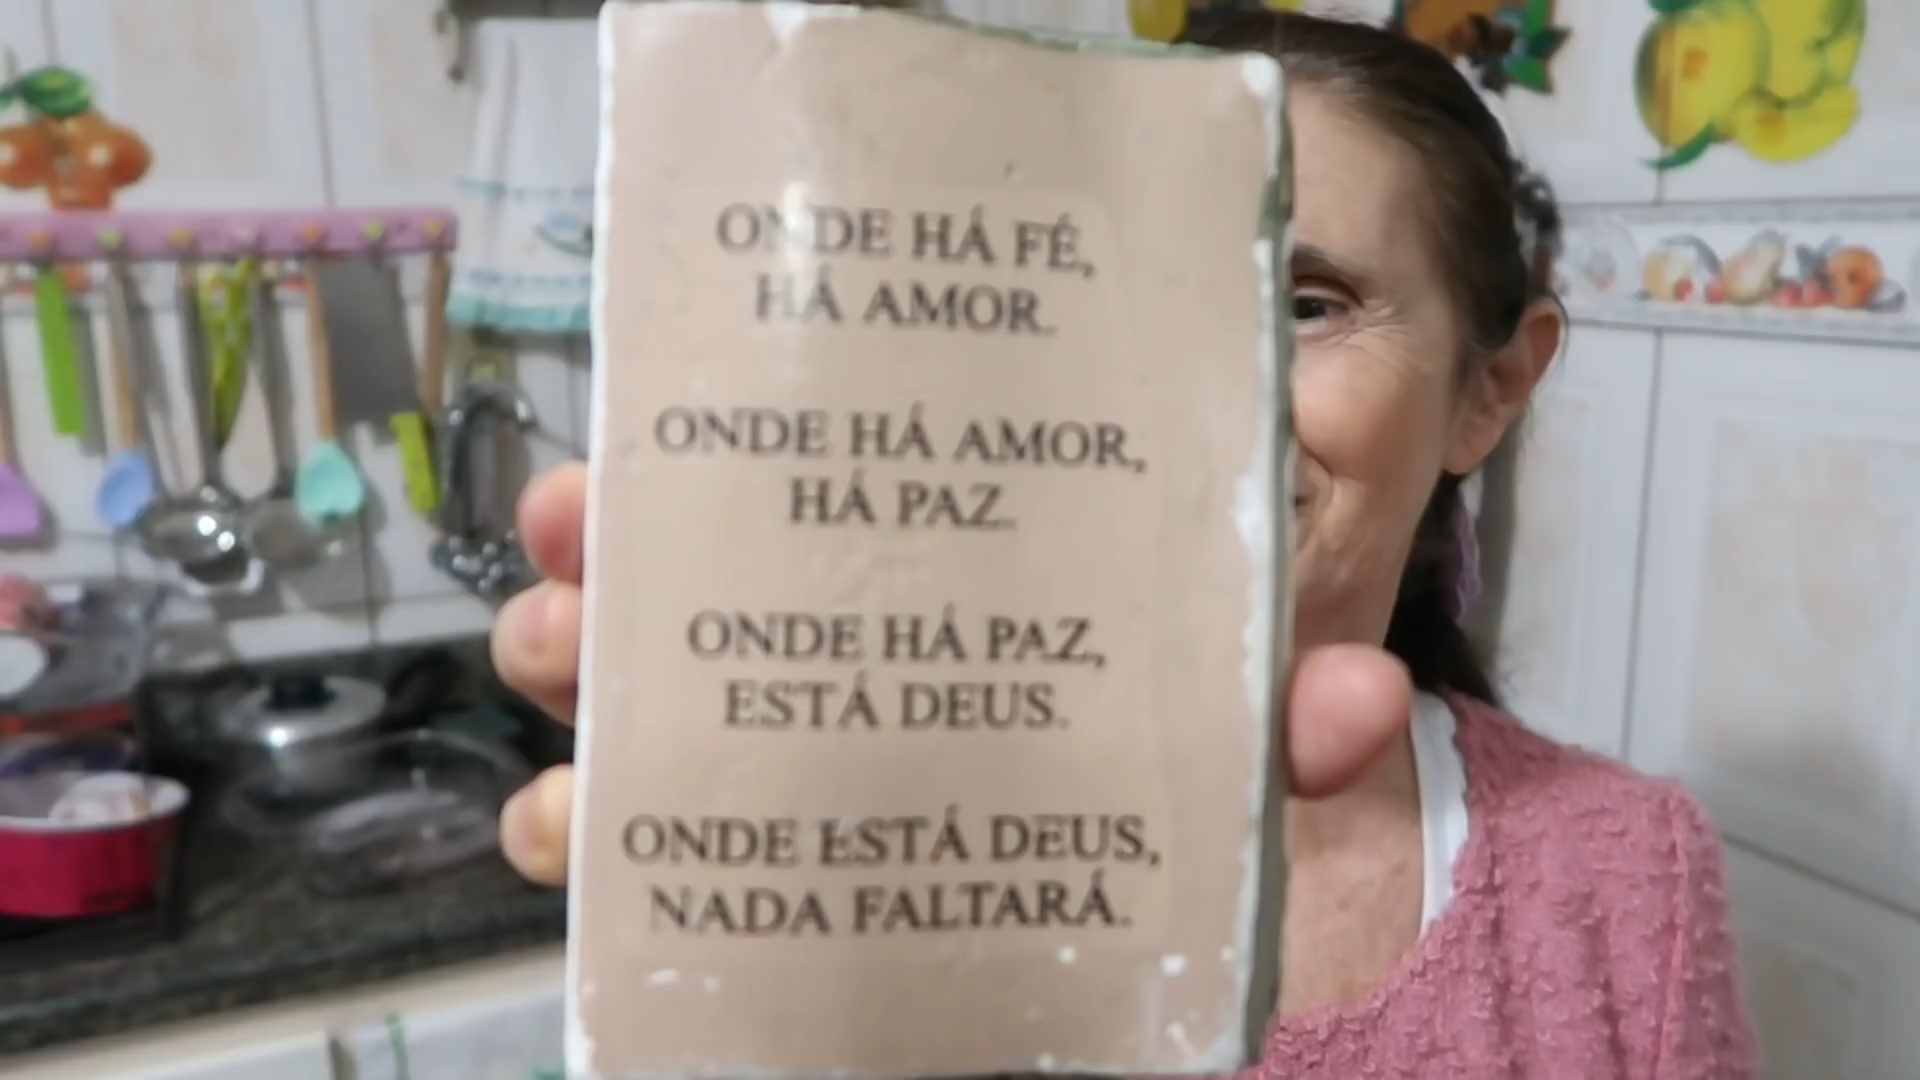 ONDE HÁ FÉ,
HÁ AMOR.
ONDE HÁ AMOR,
HÁ PAZ.
ONDE HÁ PAZ,
ESTÁ DEUS.
ONDE ESTÁ DEUS,
NADA FALTARÁ.